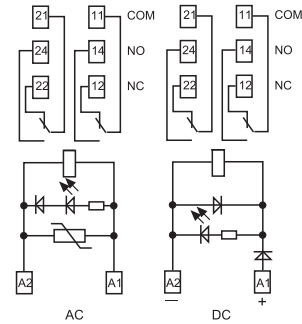 21 11 COM 21 11 COM
24 14 NO 24 14 NO
22 12 NC 22 12 NC
A2 A1 A2 A1
— +
AC DC